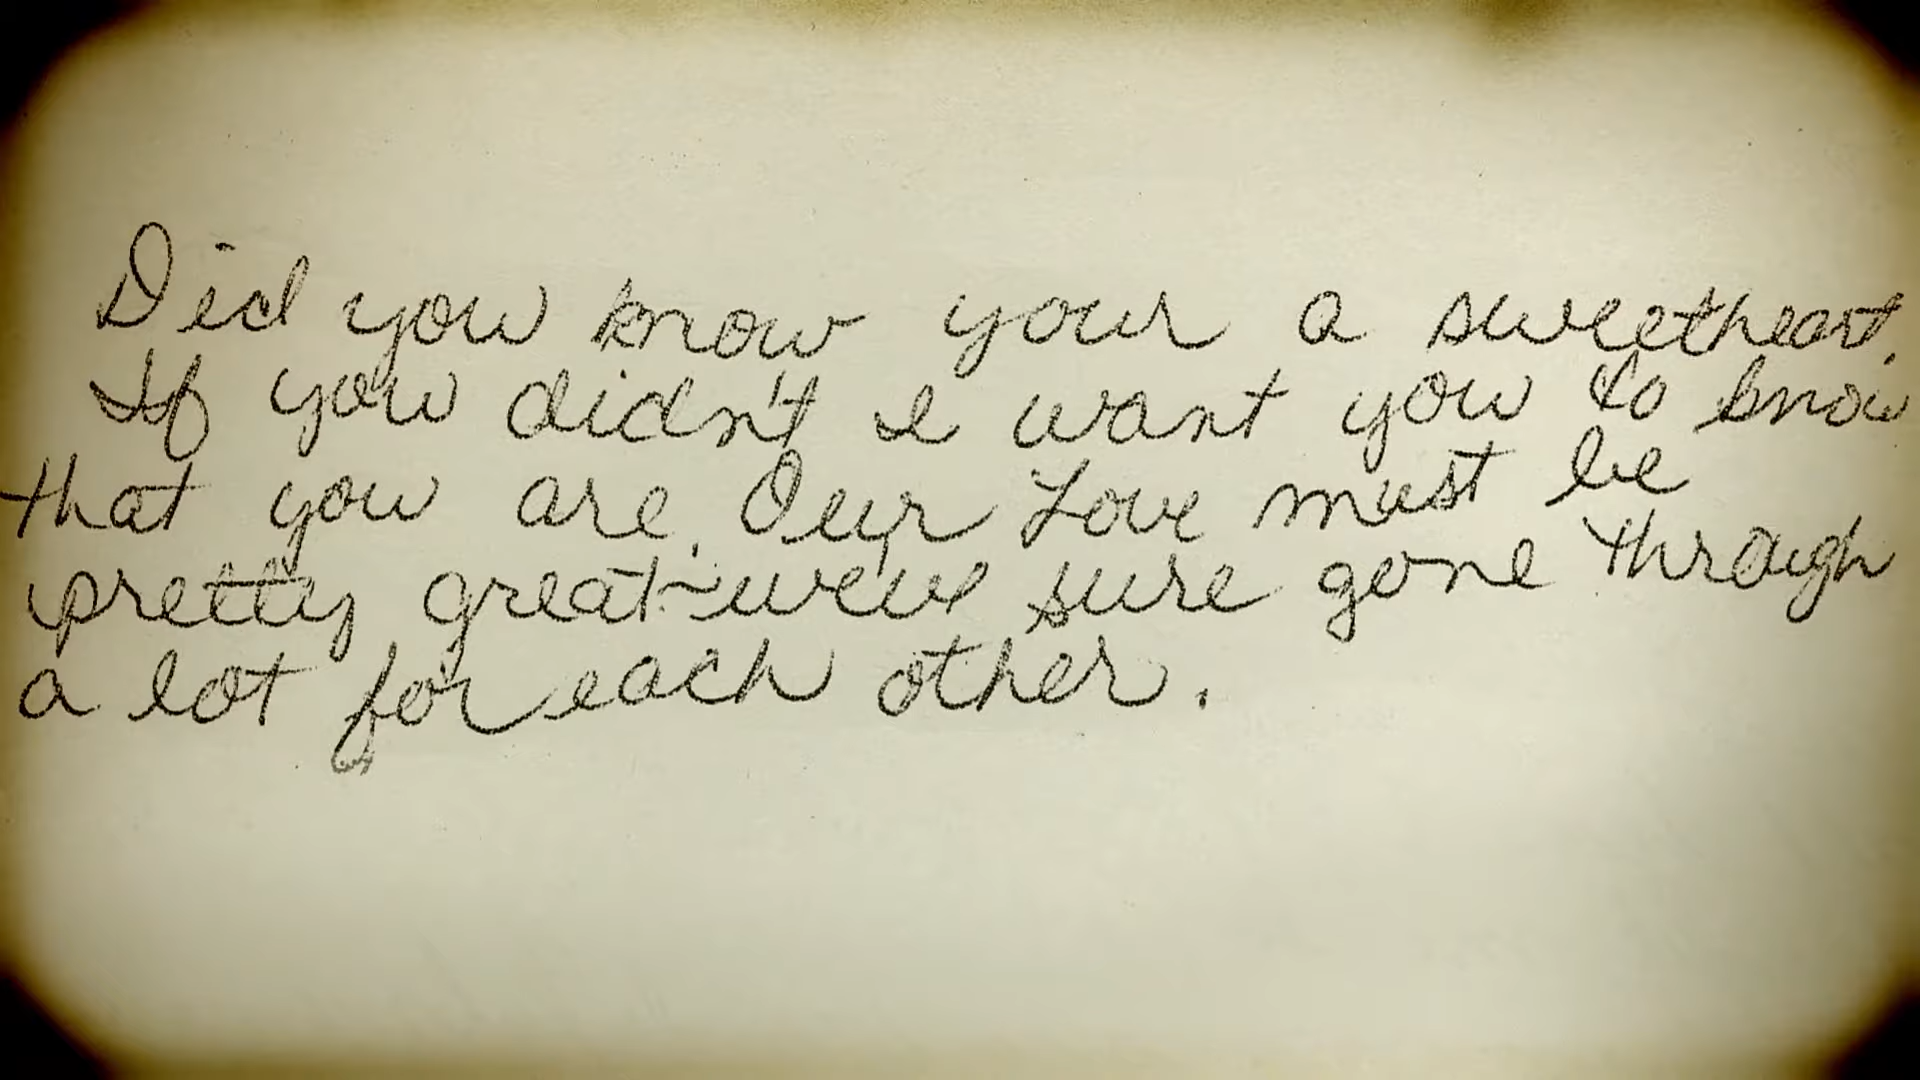 Did you know your a sweetheart.
If you didn't I want you to know
that you are. Our Love must be
pretty great-we've sure gone through
a lot for each other.